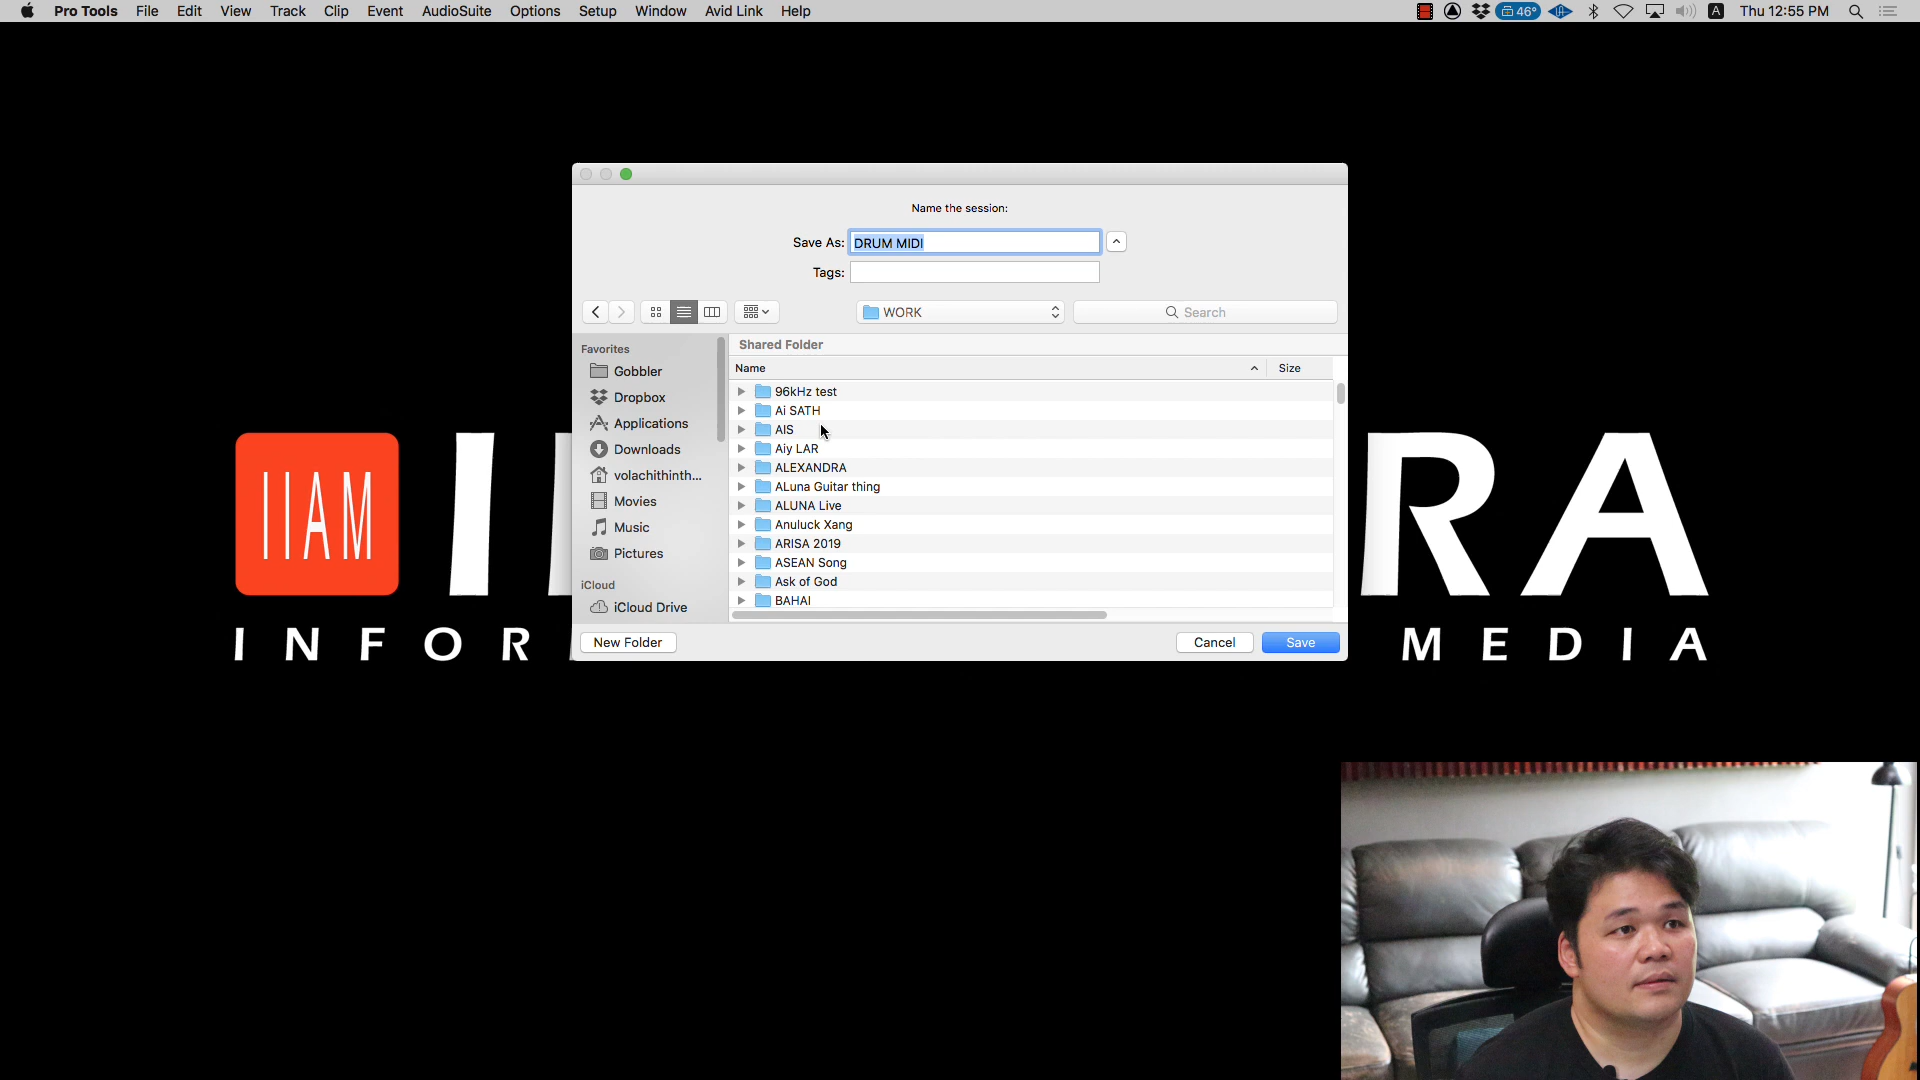 Pro Tools File Edit View Track Clip Event AudioSuite Options Setup Window Avid Link Help 46° A Thu 12:55 PM
Name the session:
Save As: DRUM MIDI
Tags:
WORK Search
Favorites
Gobbler
Dropbox
Applications
Downloads
volachithinth...
Movies
Music
Pictures
iCloud
iCloud Drive
Shared Folder
Name Size
96kHz test
Ai SATH
AIS
Aiy LAR
ALEXANDRA
ALuna Guitar thing
ALUNA Live
Anuluck Xang
ARISA 2019
ASEAN Song
Ask of God
BAHAI
New Folder Cancel Save
IIAM
RA
INFOR MEDIA